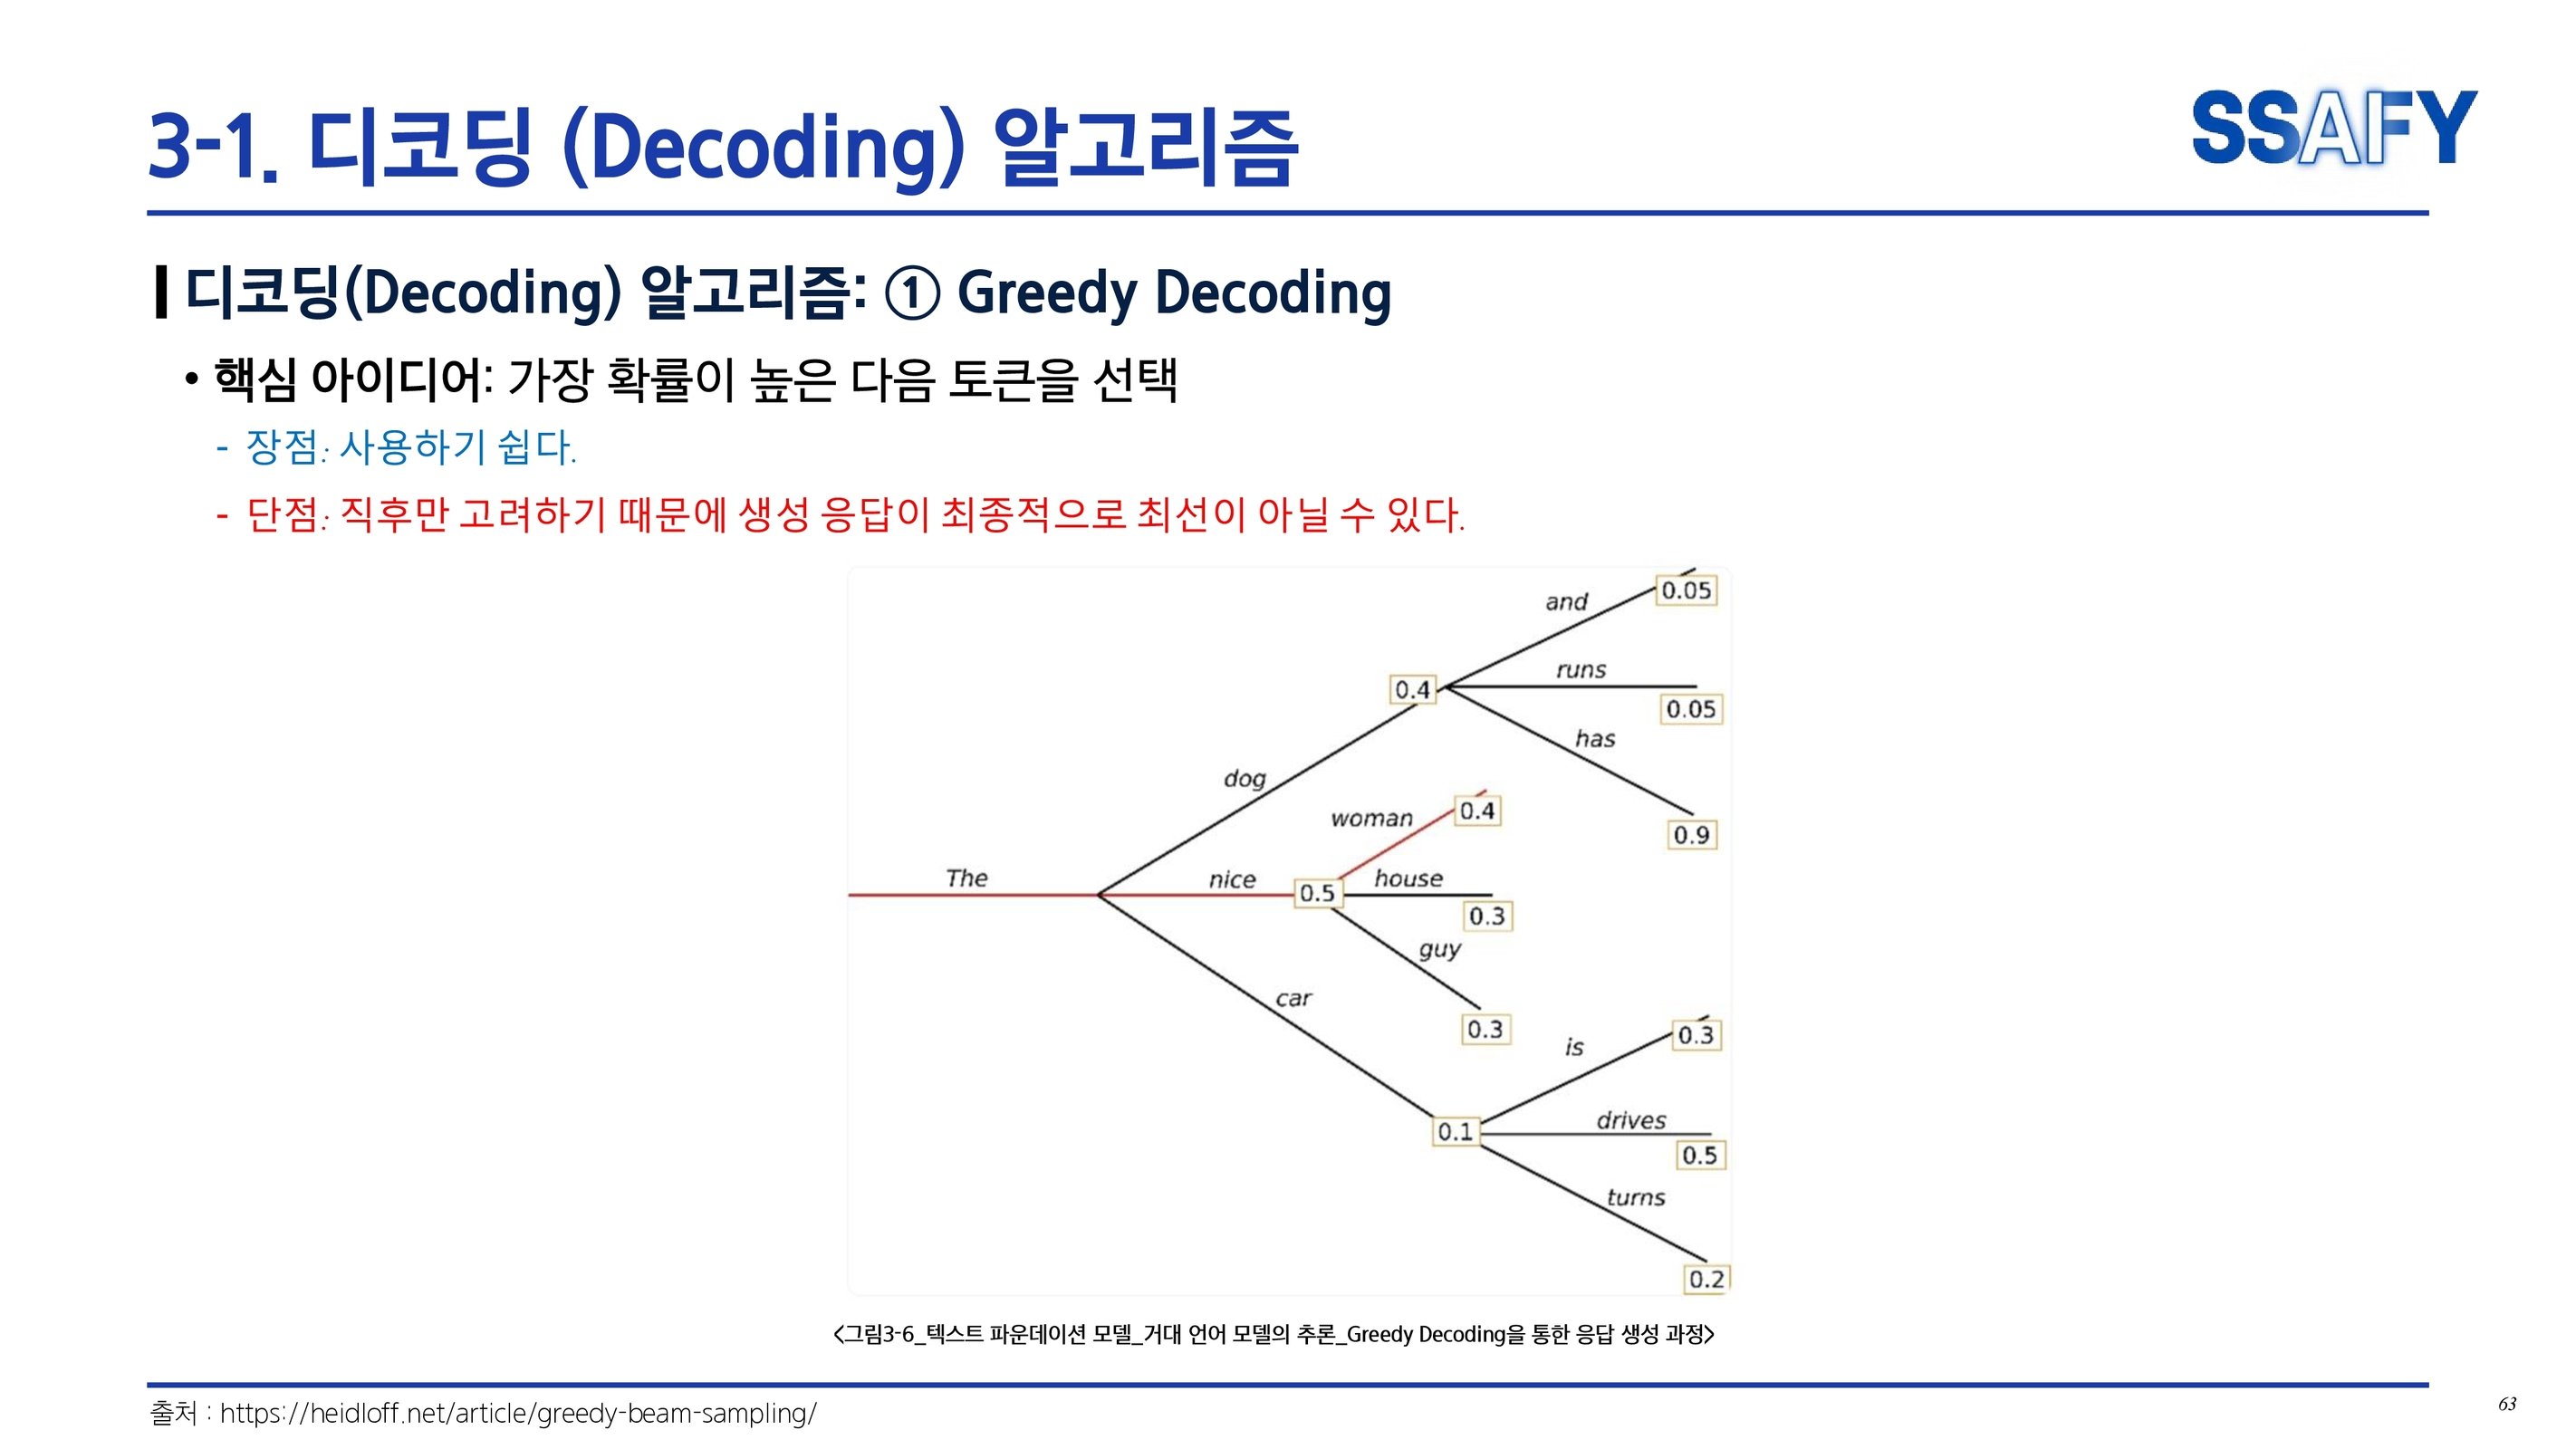 3-1. 디코딩 (Decoding) 알고리즘
SSAFY
디코딩(Decoding) 알고리즘: ① Greedy Decoding
• 핵심 아이디어: 가장 확률이 높은 다음 토큰을 선택
- 장점: 사용하기 쉽다.
- 단점: 직후만 고려하기 때문에 생성 응답이 최종적으로 최선이 아닐 수 있다.
and
0.05
runs
0.4
0.05
has
dog
0.9
woman
0.4
The
nice
0.5
house
0.3
guy
0.3
car
is
0.3
drives
0.1
0.5
turns
0.2
<그림3-6_텍스트 파운데이션 모델_거대 언어 모델의 추론_Greedy Decoding을 통한 응답 생성 과정>
출처 : https://heidloff.net/article/greedy-beam-sampling/
63